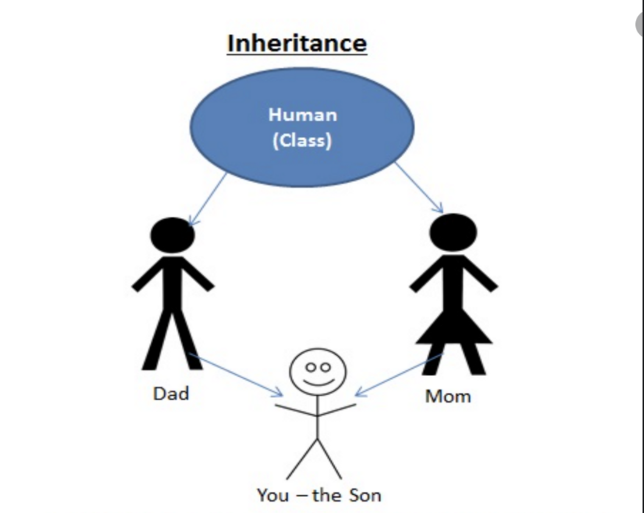 Inheritance
Human
(Class)
Dad
Mom
You – the Son